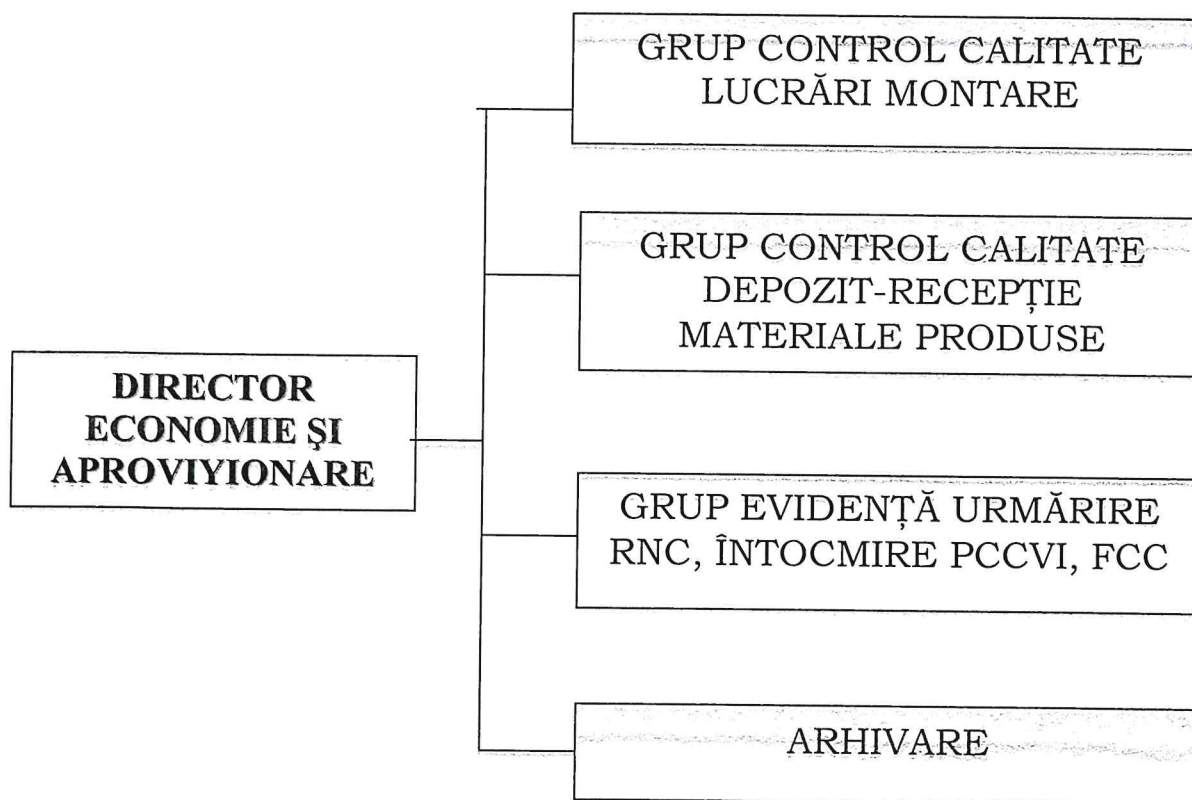 GRUP CONTROL CALITATE
LUCRĂRI MONTARE
GRUP CONTROL CALITATE
DEPOZIT-RECEPȚIE
MATERIALE PRODUSE
DIRECTOR
ECONOMIE ŞI
APROVIYIONARE
GRUP EVIDENȚĂ URMĂRIRE
RNC, ÎNTOCMIRE PCCVI, FCC
ARHIVARE